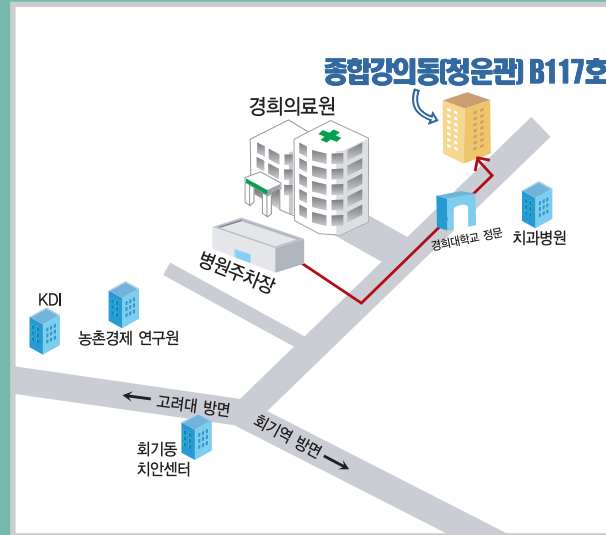 종합강의동(청운관) B117호
경희의료원
경희대학교 정문
치과병원
병원주차장
KDI
농촌경제 연구원
← 고려대 방면
회기역 방면 →
회기동
치안센터